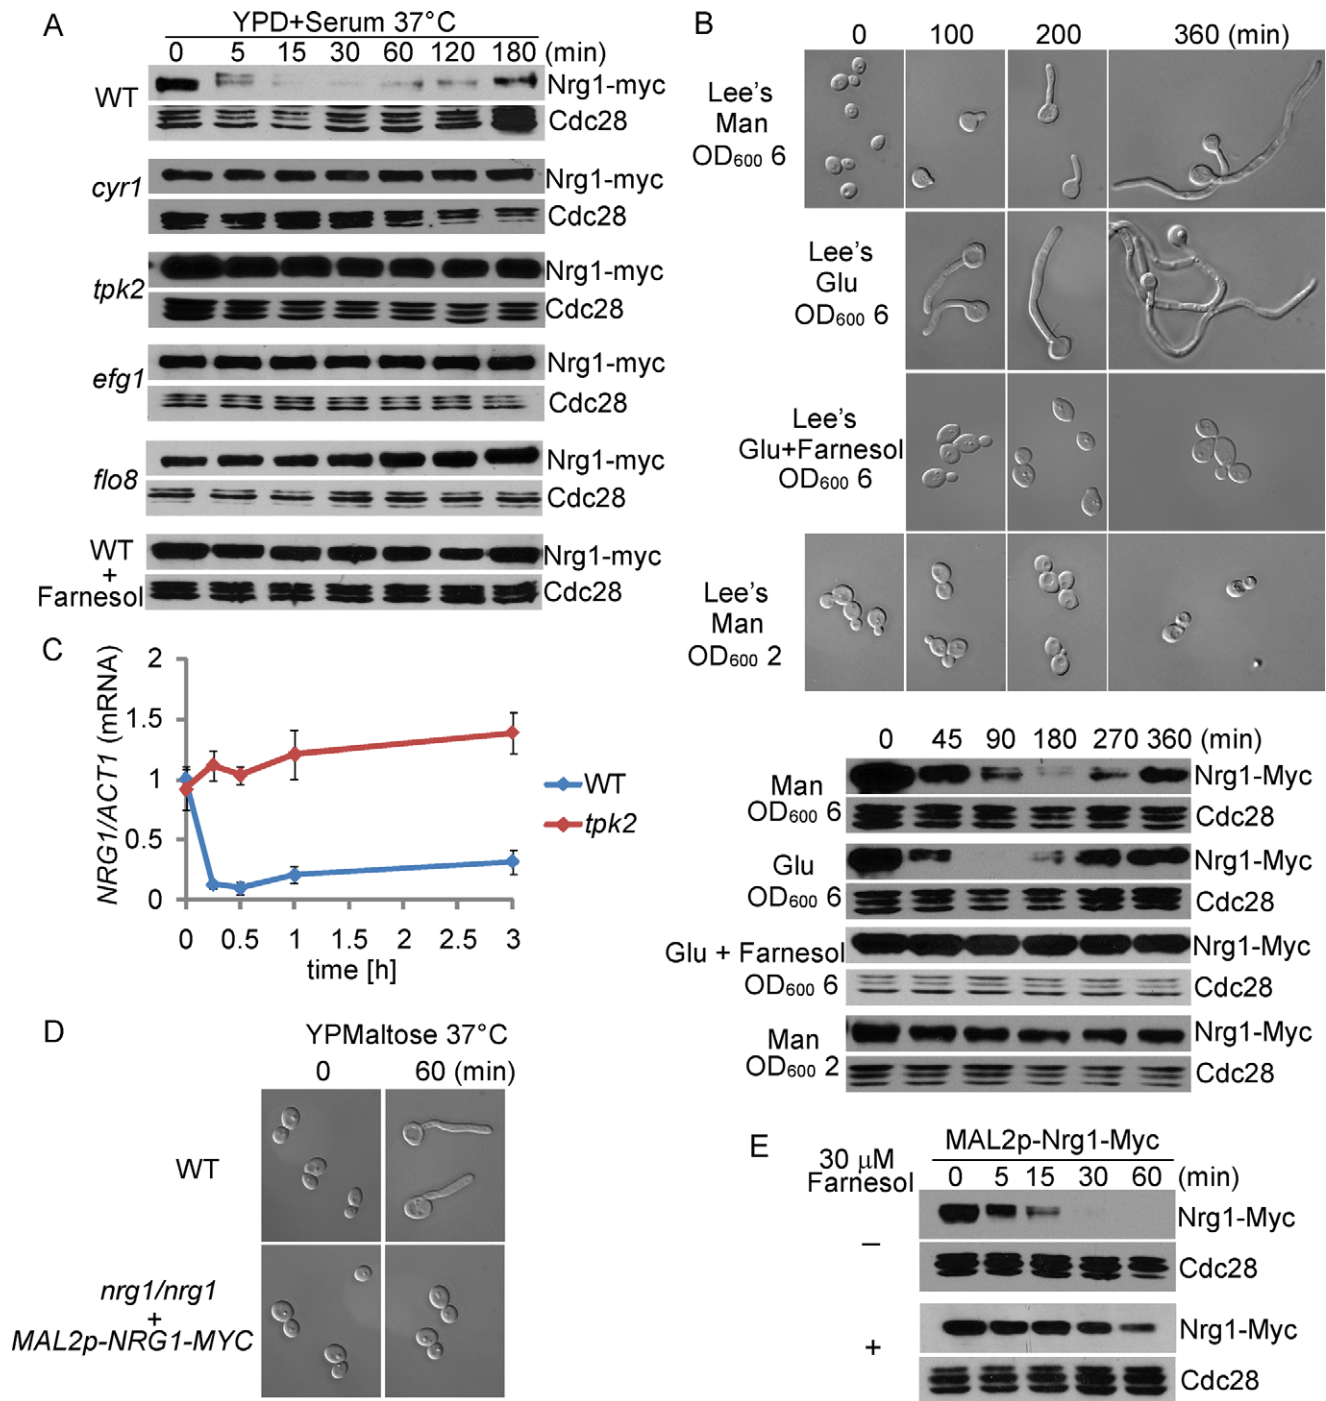 A
YPD+Serum 37°C
0 5 15 30 60 120 180 (min)
WT
Nrg1-myc
Cdc28
cyr1
Nrg1-myc
Cdc28
tpk2
Nrg1-myc
Cdc28
efg1
Nrg1-myc
Cdc28
flo8
Nrg1-myc
Cdc28
WT
+
Farnesol
Nrg1-myc
Cdc28
B
0 100 200 360 (min)
Lee's
Man
OD600 6
Lee's
Glu
OD600 6
Lee's
Glu+Farnesol
OD600 6
Lee's
Man
OD600 2
0 45 90 180 270 360 (min)
Man
OD600 6
Nrg1-Myc
Cdc28
Glu
OD600 6
Nrg1-Myc
Cdc28
Glu + Farnesol
OD600 6
Nrg1-Myc
Cdc28
Man
OD600 2
Nrg1-Myc
Cdc28
C
NRG1/ACT1 (mRNA)
2
1.5
1
0.5
0
0 0.5 1 1.5 2 2.5 3
time [h]
WT
tpk2
D
YPMaltose 37°C
0 60 (min)
WT
nrg1/nrg1
+
MAL2p-NRG1-MYC
E
MAL2p-Nrg1-Myc
30 µM
Farnesol
0 5 15 30 60 (min)
–
Nrg1-Myc
Cdc28
+
Nrg1-Myc
Cdc28